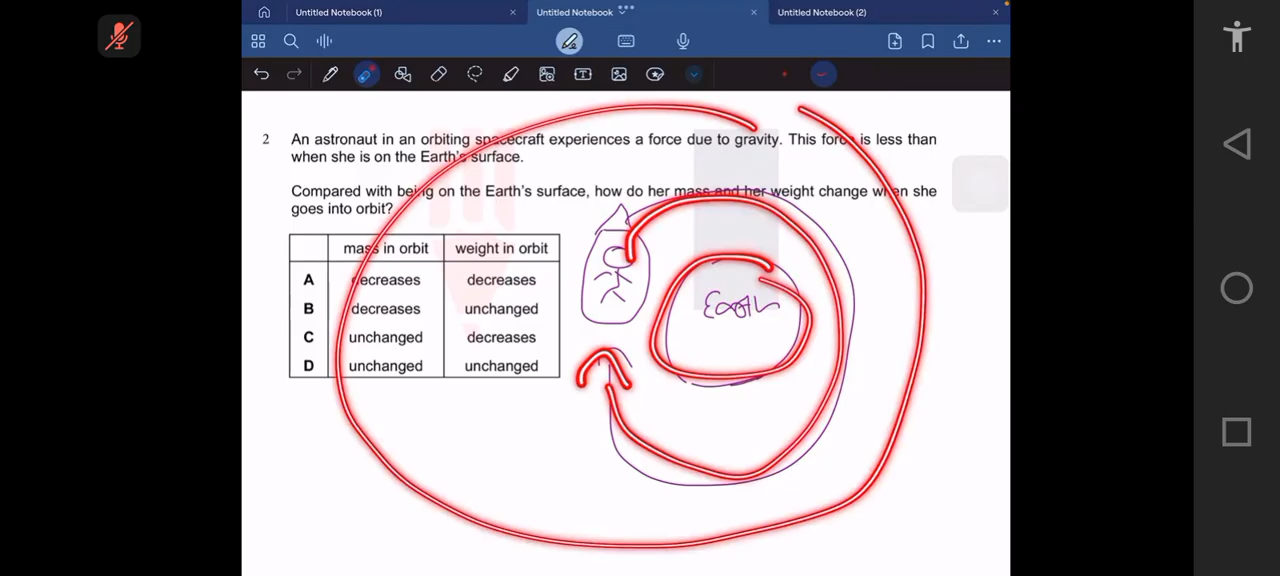 Untitled Notebook (1)
Untitled Notebook
Untitled Notebook (2)
2 An astronaut in an orbiting spacecraft experiences a force due to gravity. This force is less than
when she is on the Earth's surface.
Compared with being on the Earth's surface, how do her mass and her weight change when she
goes into orbit?
mass in orbit weight in orbit
A decreases decreases
B decreases unchanged
C unchanged decreases
D unchanged unchanged
Earth